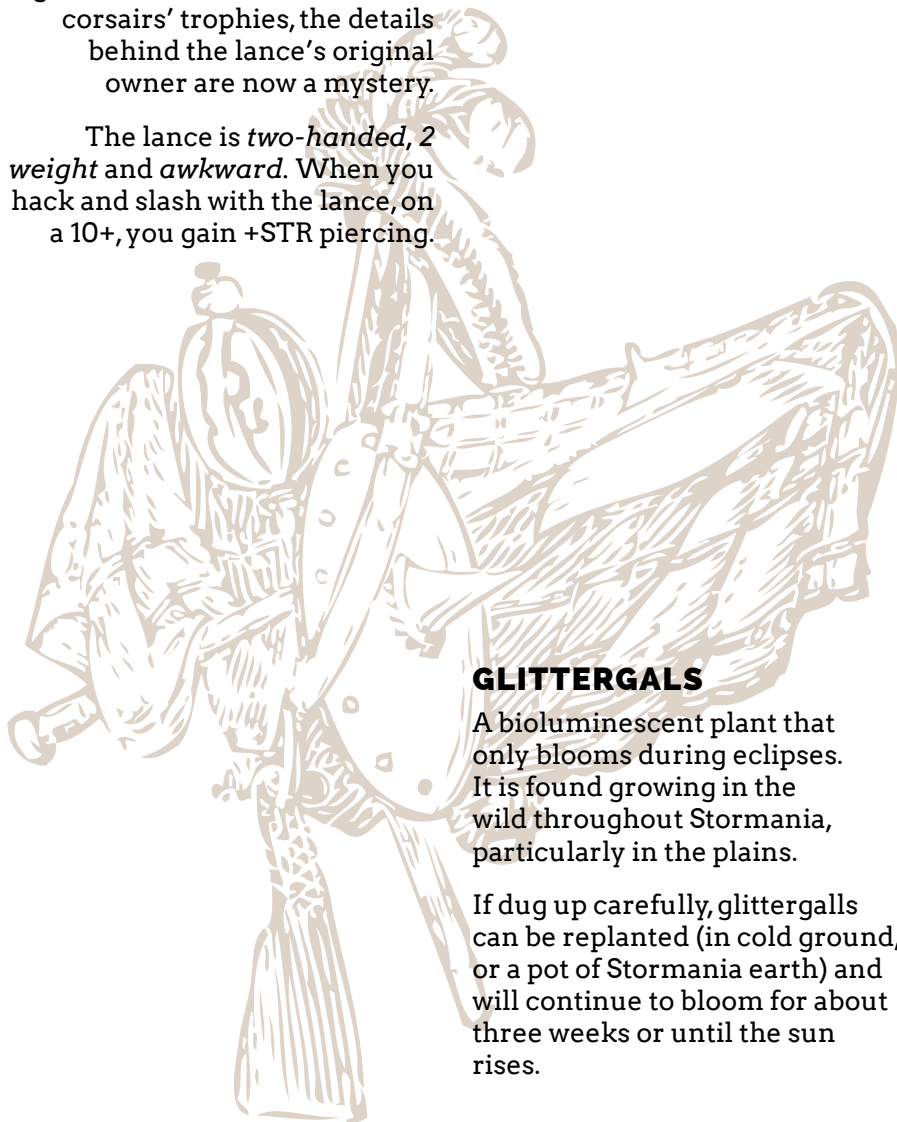 corsairs’ trophies, the details
behind the lance’s original
owner are now a mystery.
The lance is two-handed, 2
weight and awkward. When you
hack and slash with the lance, on
a 10+, you gain +STR piercing.
GLITTERGALS
A bioluminescent plant that
only blooms during eclipses.
It is found growing in the
wild throughout Stormania,
particularly in the plains.
If dug up carefully, glittergalls
can be replanted (in cold ground,
or a pot of Stormania earth) and
will continue to bloom for about
three weeks or until the sun
rises.